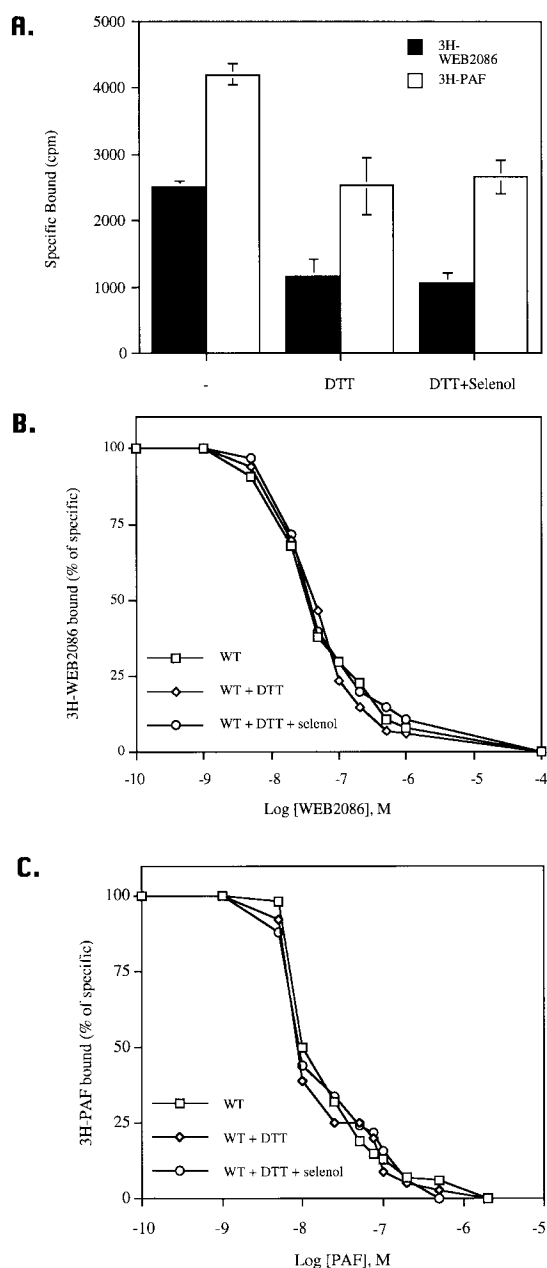 A.
5000
4000
3000
2000
1000
0
Specific Bound (cpm)
3H-
WEB2086
3H-PAF
-
DTT
DTT+Selenol
B.
100
75
50
25
0
3H-WEB2086 bound (% of specific)
WT
WT + DTT
WT + DTT + selenol
-10
-9
-8
-7
-6
-5
-4
Log [WEB2086], M
C.
100
75
50
25
0
3H-PAF bound (% of specific)
WT
WT + DTT
WT + DTT + selenol
-10
-9
-8
-7
-6
-5
Log [PAF], M